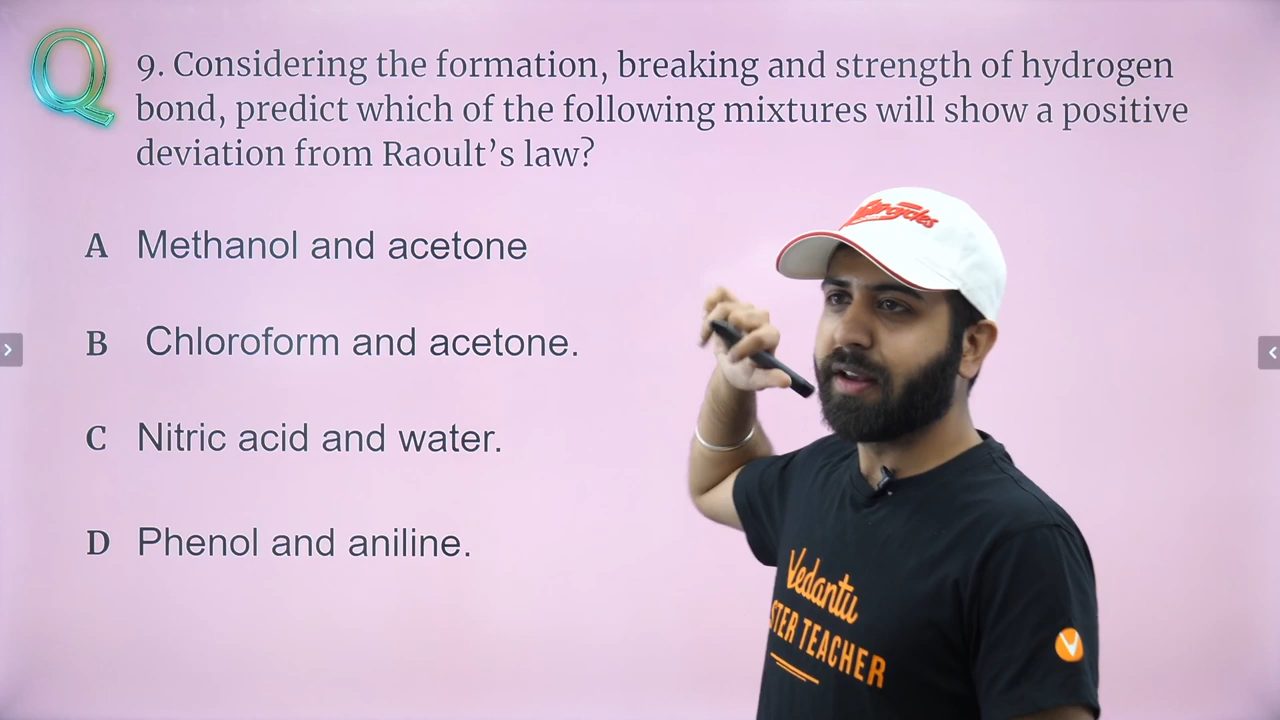 Q
9. Considering the formation, breaking and strength of hydrogen
bond, predict which of the following mixtures will show a positive
deviation from Raoult’s law?
A Methanol and acetone
B Chloroform and acetone.
C Nitric acid and water.
D Phenol and aniline.
Vedantu
STER TEACHER